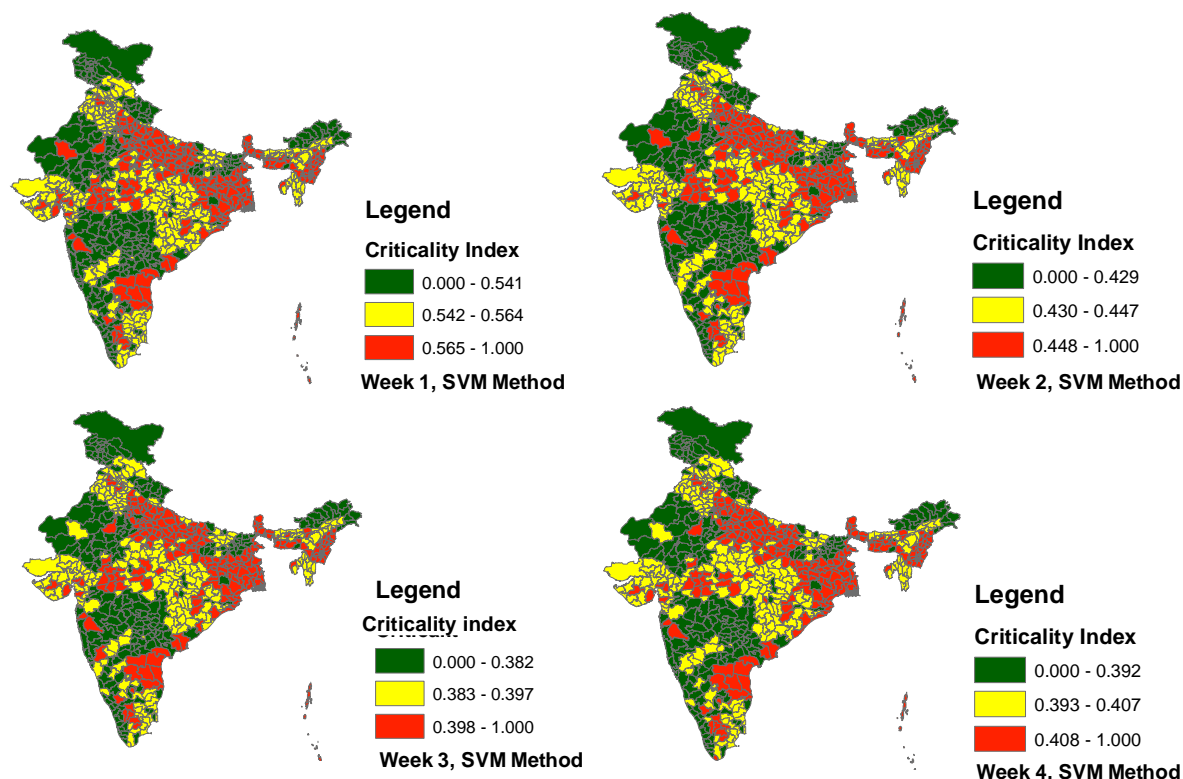 Legend
Criticality Index
0.000 - 0.541
0.542 - 0.564
0.565 - 1.000
Week 1, SVM Method
Legend
Criticality Index
0.000 - 0.429
0.430 - 0.447
0.448 - 1.000
Week 2, SVM Method
Legend
Criticality index
0.000 - 0.382
0.383 - 0.397
0.398 - 1.000
Week 3, SVM Method
Legend
Criticality Index
0.000 - 0.392
0.393 - 0.407
0.408 - 1.000
Week 4, SVM Method